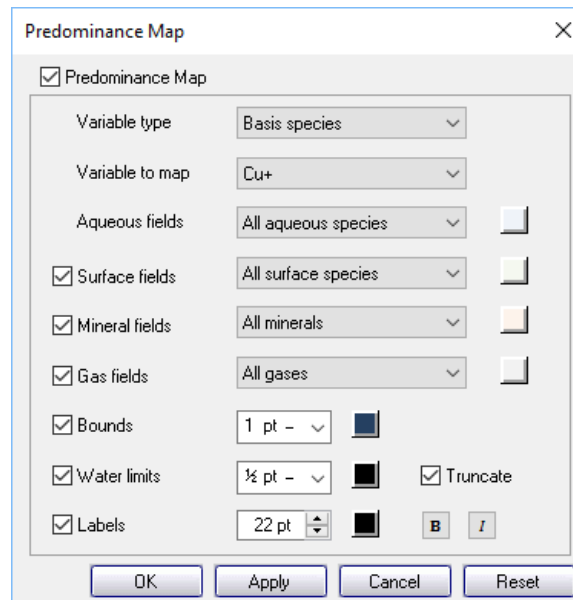 Predominance Map
Predominance Map
Variable type Basis species
Variable to map Cu+
Aqueous fields All aqueous species
Surface fields All surface species
Mineral fields All minerals
Gas fields All gases
Bounds 1 pt –
Water limits ½ pt – Truncate
Labels 22 pt B I
OK Apply Cancel Reset